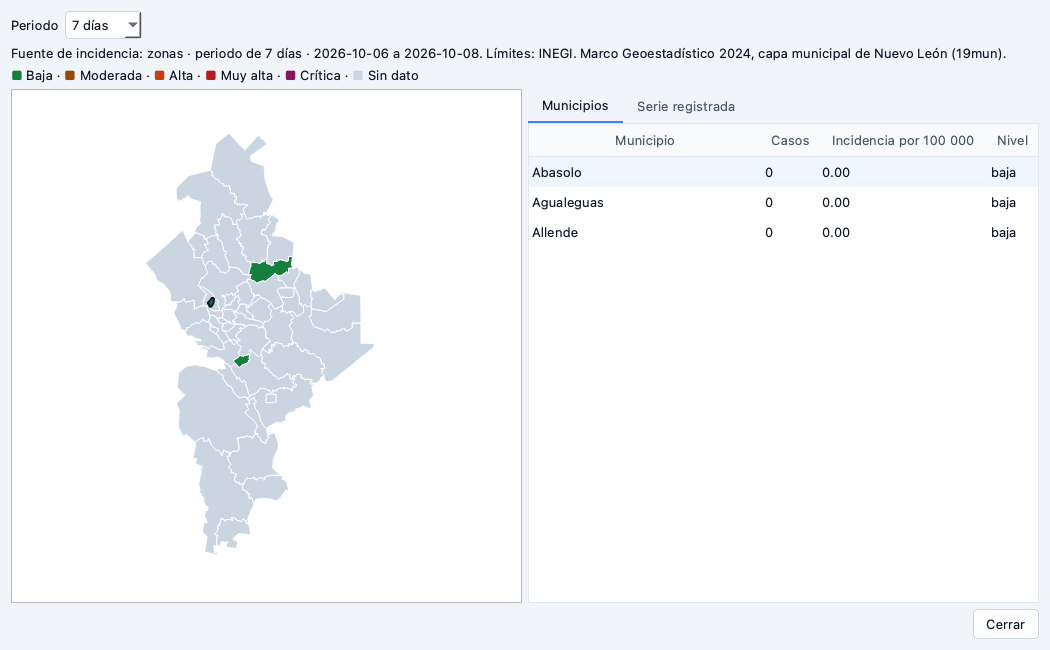 Periodo 7 días
Fuente de incidencia: zonas · periodo de 7 días · 2026-10-06 a 2026-10-08. Límites: INEGI. Marco Geoestadístico 2024, capa municipal de Nuevo León (19mun).
Baja · Moderada · Alta · Muy alta · Crítica · Sin dato
Municipios Serie registrada
Municipio Casos Incidencia por 100 000 Nivel
Abasolo 0 0.00 baja
Agualeguas 0 0.00 baja
Allende 0 0.00 baja
Cerrar